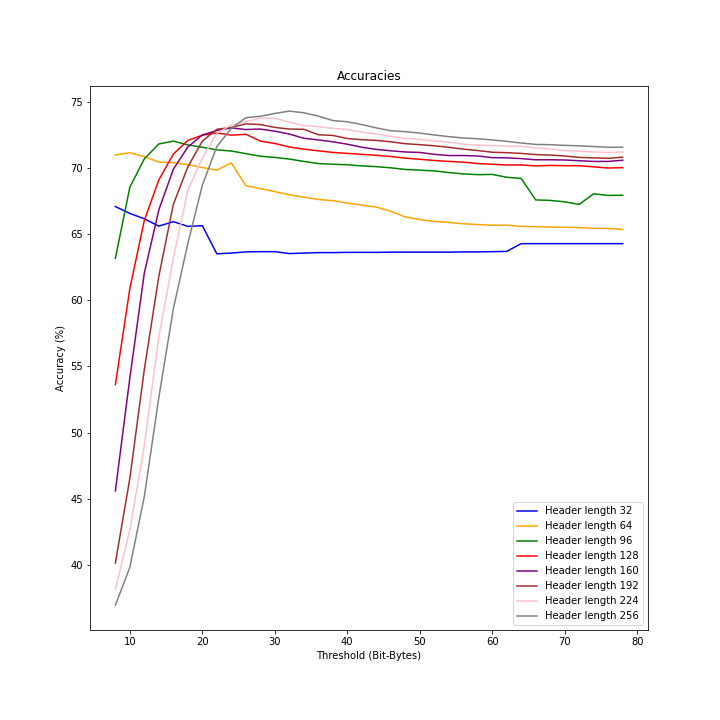 Accuracies
75
70
65
60
55
50
45
40
Accuracy (%)
10 20 30 40 50 60 70 80
Threshold (Bit-Bytes)
Header length 32
Header length 64
Header length 96
Header length 128
Header length 160
Header length 192
Header length 224
Header length 256